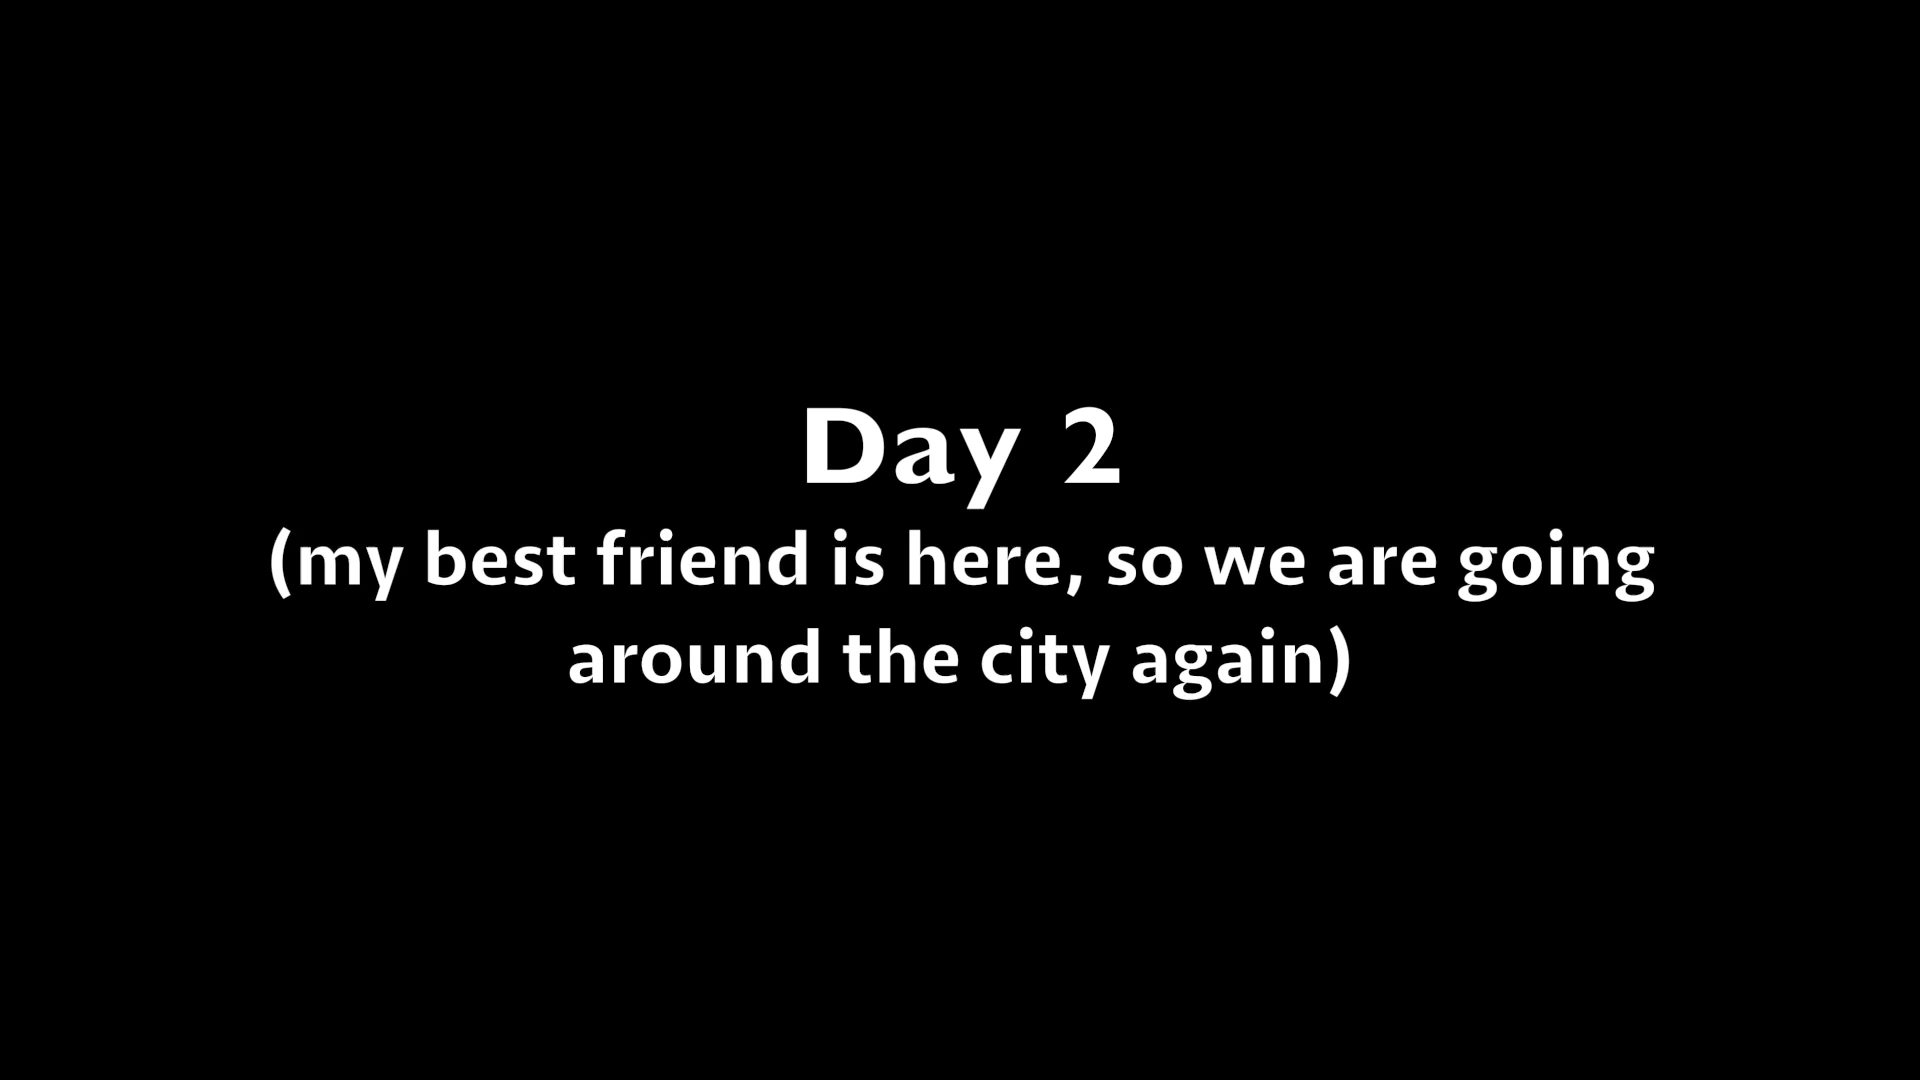 Day 2
(my best friend is here, so we are going
around the city again)